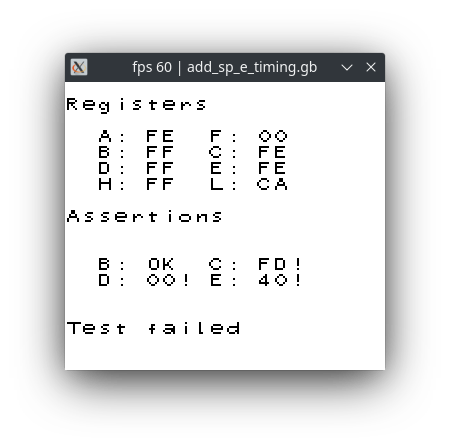 fps 60 | add_sp_e_timing.gb
Registers
A: FE F: 00
B: FF C: FE
D: FF E: FE
H: FF L: CA
Assertions
B: OK C: FD!
D: 00! E: 40!
Test failed